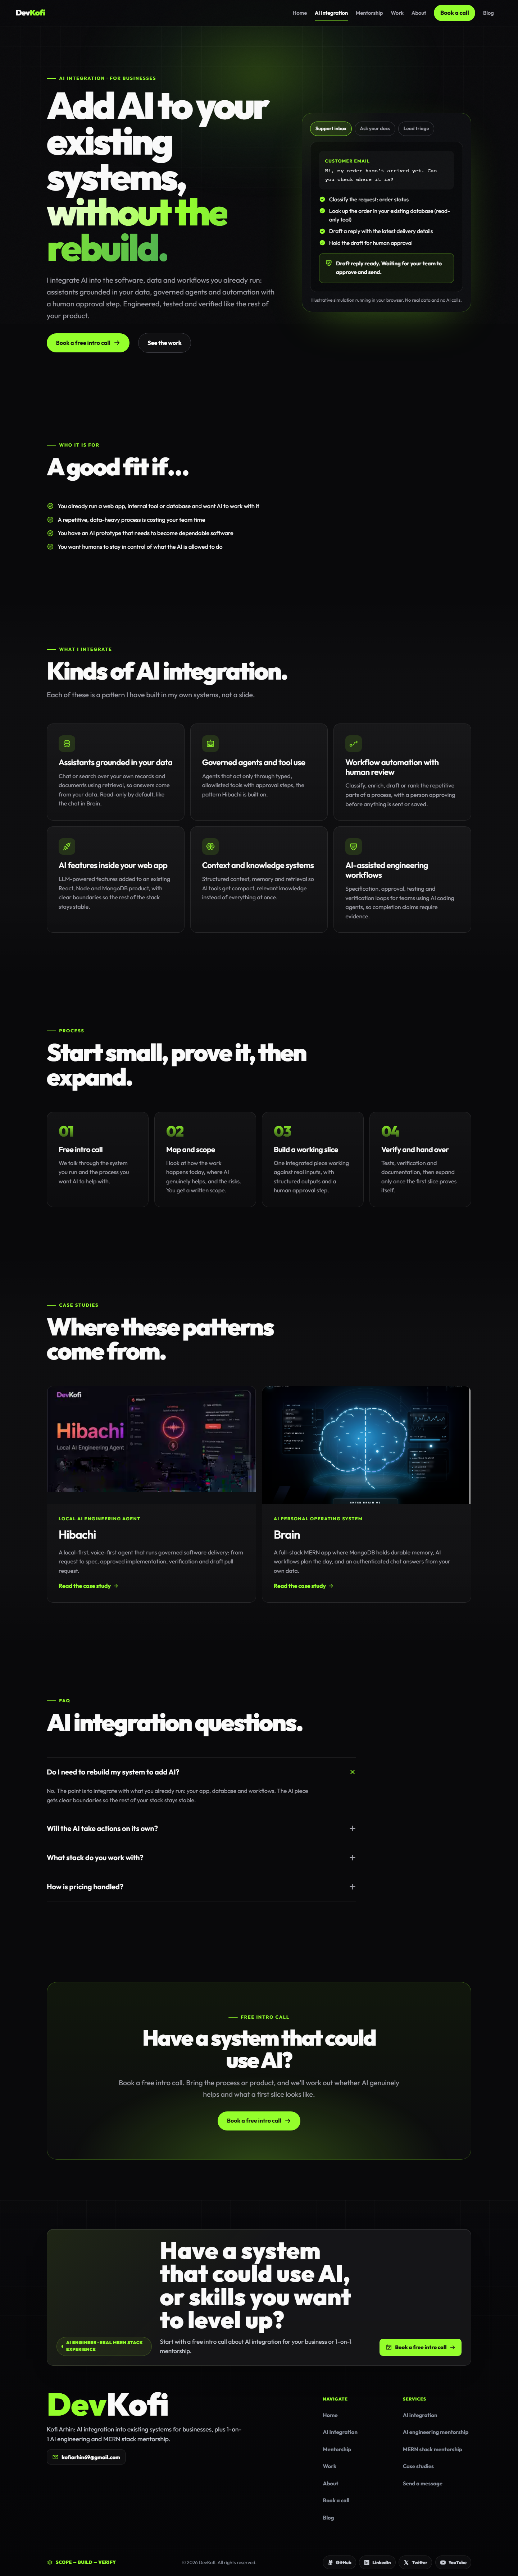 DevKofi
Home
AI Integration
Mentorship
Work
About
Book a call
Blog
AI INTEGRATION · FOR BUSINESSES
Add AI to your
existing
systems,
without the
rebuild.
I integrate AI into the software, data and workflows you already run:
assistants grounded in your data, governed agents and automation with
a human approval step. Engineered, tested and verified like the rest of
your product.
Book a free intro call →
See the work
Support inbox
Ask your docs
Lead triage
CUSTOMER EMAIL
Hi, my order hasn't arrived yet. Can
you check where it is?
Classify the request: order status
Look up the order in your existing database (read-
only tool)
Draft a reply with the latest delivery details
Hold the draft for human approval
Draft reply ready. Waiting for your team to
approve and send.
Illustrative simulation running in your browser. No real data and no AI calls.
WHO IT IS FOR
A good fit if…
You already run a web app, internal tool or database and want AI to work with it
A repetitive, data-heavy process is costing your team time
You have an AI prototype that needs to become dependable software
You want humans to stay in control of what the AI is allowed to do
WHAT I INTEGRATE
Kinds of AI integration.
Each of these is a pattern I have built in my own systems, not a slide.
Assistants grounded in your data
Chat or search over your own records and
documents using retrieval, so answers come
from your data. Read-only by default, like
the chat in Brain.
Governed agents and tool use
Agents that act only through typed,
allowlisted tools with approval steps, the
pattern Hibachi is built on.
Workflow automation with
human review
Classify, enrich, draft or rank the repetitive
parts of a process, with a person approving
before anything is sent or saved.
AI features inside your web app
LLM-powered features added to an existing
React, Node and MongoDB product, with
clear boundaries so the rest of the stack
stays stable.
Context and knowledge systems
Structured context, memory and retrieval so
AI tools get compact, relevant knowledge
instead of everything at once.
AI-assisted engineering
workflows
Specification, approval, testing and
verification loops for teams using AI coding
agents, so completion claims require
evidence.
PROCESS
Start small, prove it, then
expand.
01
Free intro call
We talk through the system
you run and the process you
want AI to help with.
02
Map and scope
I look at how the work
happens today, where AI
genuinely helps, and the risks.
You get a written scope.
03
Build a working slice
One integrated piece working
against real inputs, with
structured outputs and a
human approval step.
04
Verify and hand over
Tests, verification and
documentation, then expand
only once the first slice proves
itself.
CASE STUDIES
Where these patterns
come from.
DevKofi
Hibachi
Local AI Engineering Agent
LOCAL AI ENGINEERING AGENT
Hibachi
A local-first, voice-first agent that runs governed software delivery: from
request to spec, approved implementation, verification and draft pull
request.
Read the case study →
AI PERSONAL OPERATING SYSTEM
Brain
A full-stack MERN app where MongoDB holds durable memory, AI
workflows plan the day, and an authenticated chat answers from your
own data.
Read the case study →
FAQ
AI integration questions.
Do I need to rebuild my system to add AI?
No. The point is to integrate with what you already run: your app, database and workflows. The AI piece
gets clear boundaries so the rest of your stack stays stable.
Will the AI take actions on its own?
What stack do you work with?
How is pricing handled?
FREE INTRO CALL
Have a system that could
use AI?
Book a free intro call. Bring the process or product, and we'll work out whether AI genuinely
helps and what a first slice looks like.
Book a free intro call →
AI ENGINEER · REAL MERN STACK
EXPERIENCE
Have a system
that could use AI,
or skills you want
to level up?
Start with a free intro call about AI integration for your business or 1-on-1
mentorship.
Book a free intro call →
DevKofi
Kofi Arhin: AI integration into existing systems for businesses, plus 1-on-
1 AI engineering and MERN stack mentorship.
kofiarhin69@gmail.com
NAVIGATE
Home
AI Integration
Mentorship
Work
About
Book a call
Blog
SERVICES
AI integration
AI engineering mentorship
MERN stack mentorship
Case studies
Send a message
SCOPE → BUILD → VERIFY
© 2026 DevKofi. All rights reserved.
GitHub
LinkedIn
Twitter
YouTube